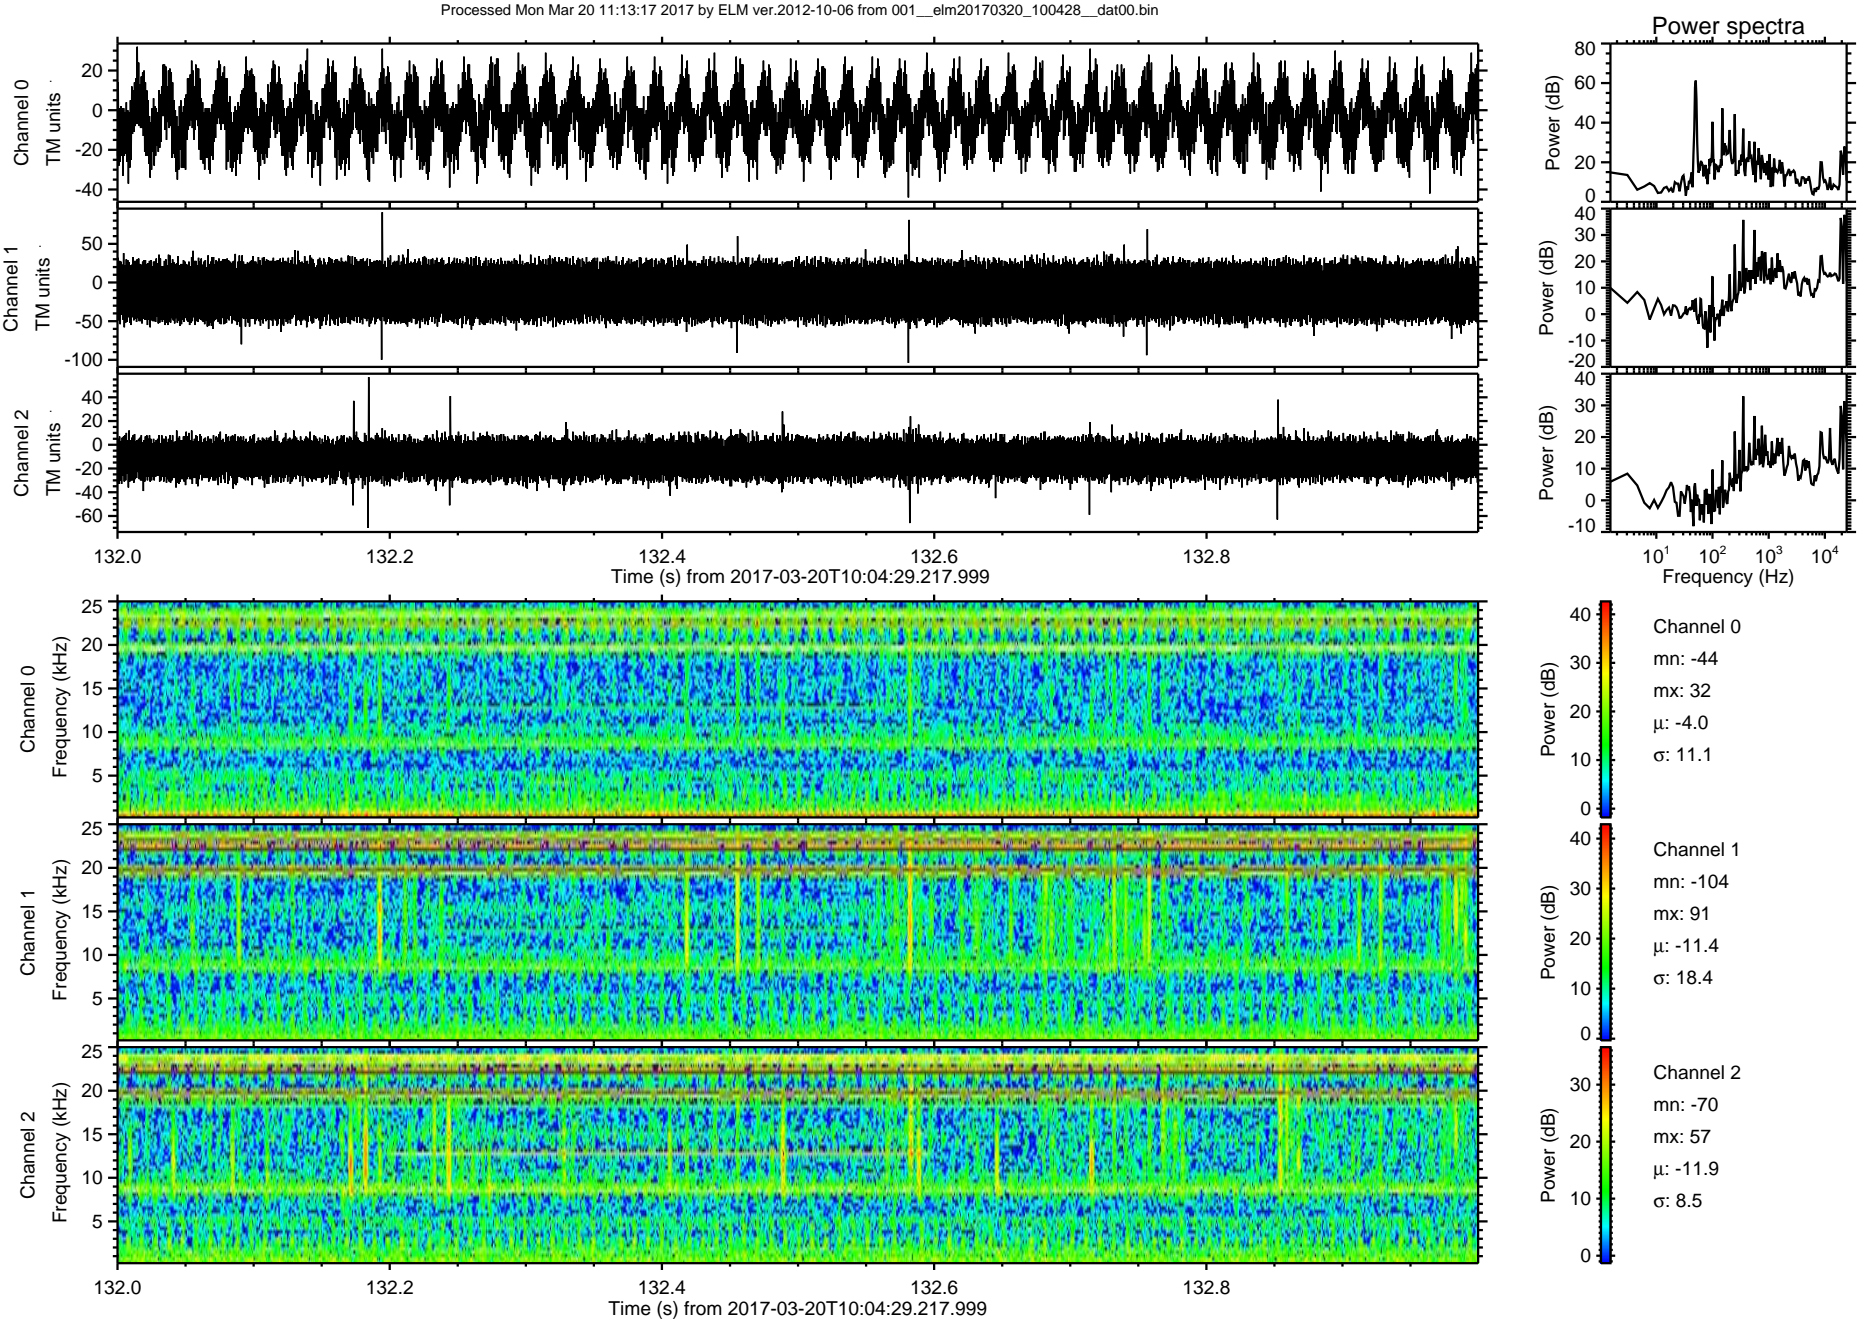 Processed Mon Mar 20 11:13:17 2017 by ELM ver.2012-10-06 from 001__elm20170320_100428__dat00.bin
Power spectra
Channel 0
TM units
20
0
-20
-40
Power (dB)
80
60
40
20
0
Channel 1
TM units
50
0
-50
-100
Power (dB)
40
30
20
10
0
-10
-20
Channel 2
TM units
40
20
0
-20
-40
-60
Power (dB)
40
30
20
10
0
-10
132.0 132.2 132.4 132.6 132.8
Time (s) from 2017-03-20T10:04:29.217.999
10^1 10^2 10^3 10^4
Frequency (Hz)
Channel 0
Frequency (kHz)
25
20
15
10
5
Power (dB)
40
30
20
10
0
Channel 0
mn: -44
mx: 32
μ: -4.0
σ: 11.1
Channel 1
Frequency (kHz)
25
20
15
10
5
Power (dB)
40
30
20
10
0
Channel 1
mn: -104
mx: 91
μ: -11.4
σ: 18.4
Channel 2
Frequency (kHz)
25
20
15
10
5
Power (dB)
30
20
10
0
Channel 2
mn: -70
mx: 57
μ: -11.9
σ: 8.5
132.0 132.2 132.4 132.6 132.8
Time (s) from 2017-03-20T10:04:29.217.999